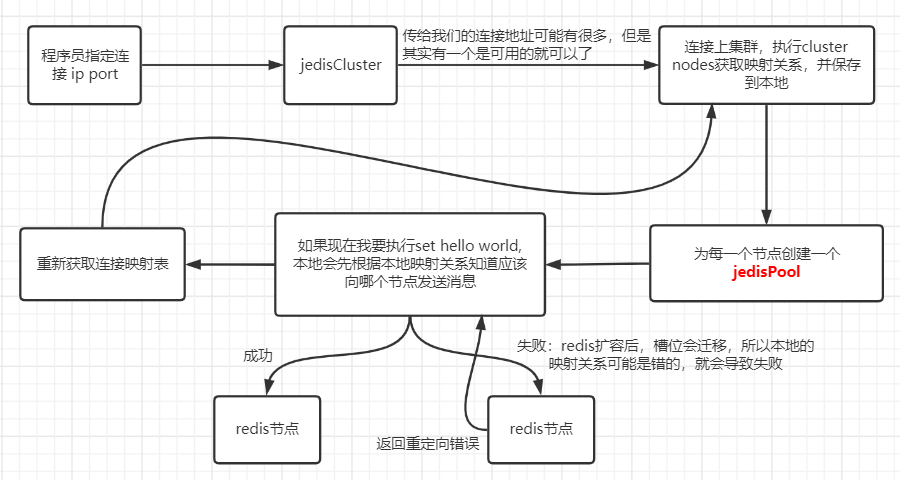 程序员指定连
接 ip port
jedisCluster
传给我们的连接地址可能有很多，但是
其实有一个是可用的就可以了
连接上集群，执行cluster
nodes获取映射关系，并保存
到本地
重新获取连接映射表
如果现在我要执行set hello world,
本地会先根据本地映射关系知道应该
向哪个节点发送消息
为每一个节点创建一个
jedisPool
成功
失败：redis扩容后，槽位会迁移，所以本地的
映射关系可能是错的，就会导致失败
redis节点
返回重定向错误
redis节点